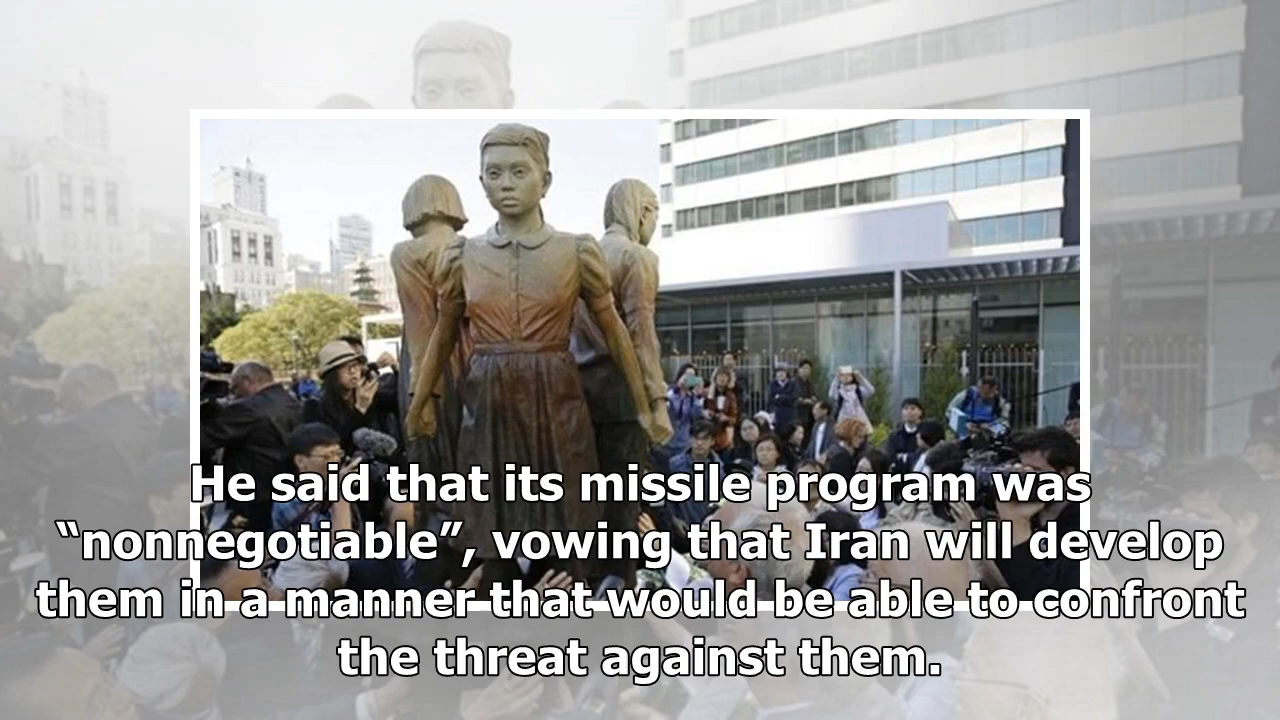 He said that its missile program was
“nonnegotiable”, vowing that Iran will develop
them in a manner that would be able to confront
the threat against them.